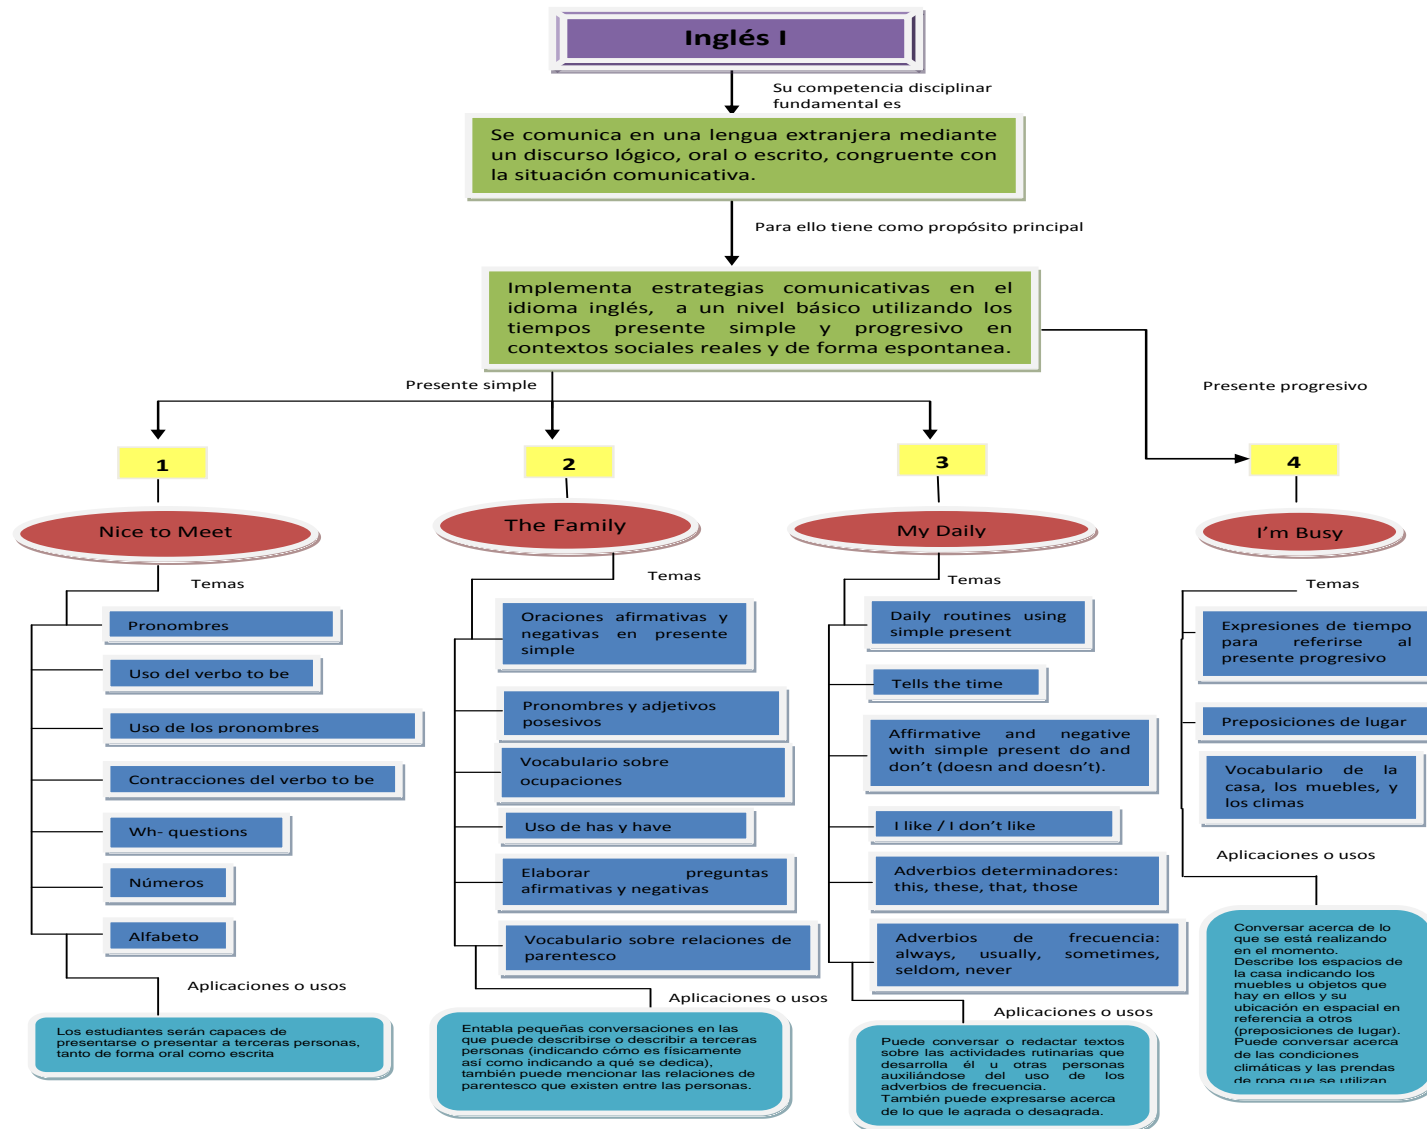 Inglés I
Su competencia disciplinar
fundamental es
Se comunica en una lengua extranjera mediante
un discurso lógico, oral o escrito, congruente con
la situación comunicativa.
Para ello tiene como propósito principal
Implementa estrategias comunicativas en el
idioma inglés, a un nivel básico utilizando los
tiempos presente simple y progresivo en
contextos sociales reales y de forma espontanea.
Presente simple
Presente progresivo
1
Nice to Meet
Temas
Pronombres
Uso del verbo to be
Uso de los pronombres
Contracciones del verbo to be
Wh- questions
Números
Alfabeto
Aplicaciones o usos
Los estudiantes serán capaces de
presentarse o presentar a terceras personas,
tanto de forma oral como escrita
2
The Family
Temas
Oraciones afirmativas y
negativas en presente
simple
Pronombres y adjetivos
posesivos
Vocabulario sobre
ocupaciones
Uso de has y have
Elaborar preguntas
afirmativas y negativas
Vocabulario sobre relaciones de
parentesco
Aplicaciones o usos
Entabla pequeñas conversaciones en las
que puede describirse o describir a terceras
personas (indicando cómo es físicamente
así como indicando a qué se dedica),
también puede mencionar las relaciones de
parentesco que existen entre las personas.
3
My Daily
Temas
Daily routines using
simple present
Tells the time
Affirmative and negative
with simple present do and
don't (doesn and doesn't).
I like / I don't like
Adverbios determinadores:
this, these, that, those
Adverbios de frecuencia:
always, usually, sometimes,
seldom, never
Aplicaciones o usos
Puede conversar o redactar textos
sobre las actividades rutinarias que
desarrolla él u otras personas
auxiliándose del uso de los
adverbios de frecuencia.
También puede expresarse acerca
de lo que le agrada o desagrada.
4
I'm Busy
Temas
Expresiones de tiempo
para referirse al
presente progresivo
Preposiciones de lugar
Vocabulario de la
casa, los muebles, y
los climas
Aplicaciones o usos
Conversar acerca de lo
que se está realizando
en el momento.
Describe los espacios de
la casa indicando los
muebles u objetos que
hay en ellos y su
ubicación en espacial en
referencia a otros
(preposiciones de lugar).
Puede conversar acerca
de las condiciones
climáticas y las prendas
de ropa que se utilizan